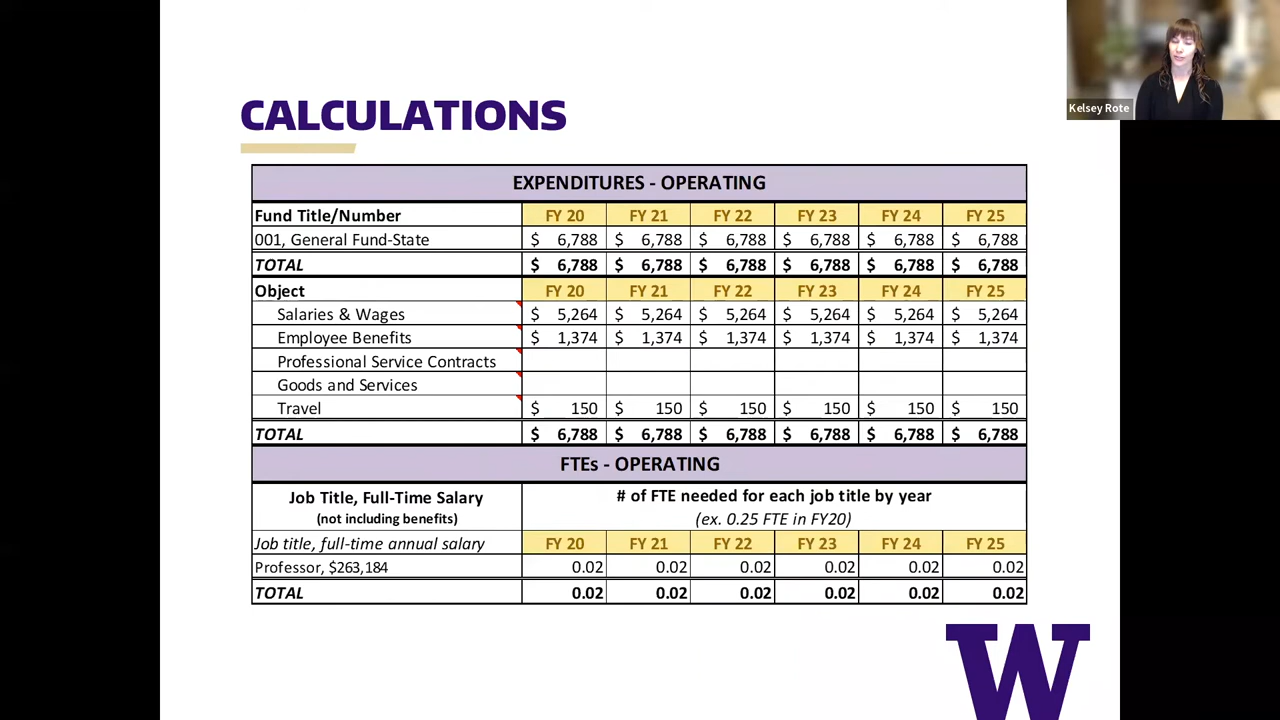 Kelsey Rote
CALCULATIONS
EXPENDITURES - OPERATING
Fund Title/Number FY 20 FY 21 FY 22 FY 23 FY 24 FY 25
001, General Fund-State $ 6,788 $ 6,788 $ 6,788 $ 6,788 $ 6,788 $ 6,788
TOTAL $ 6,788 $ 6,788 $ 6,788 $ 6,788 $ 6,788 $ 6,788
Object FY 20 FY 21 FY 22 FY 23 FY 24 FY 25
Salaries & Wages $ 5,264 $ 5,264 $ 5,264 $ 5,264 $ 5,264 $ 5,264
Employee Benefits $ 1,374 $ 1,374 $ 1,374 $ 1,374 $ 1,374 $ 1,374
Professional Service Contracts
Goods and Services
Travel $ 150 $ 150 $ 150 $ 150 $ 150 $ 150
TOTAL $ 6,788 $ 6,788 $ 6,788 $ 6,788 $ 6,788 $ 6,788
FTEs - OPERATING
Job Title, Full-Time Salary # of FTE needed for each job title by year
(not including benefits) (ex. 0.25 FTE in FY20)
Job title, full-time annual salary FY 20 FY 21 FY 22 FY 23 FY 24 FY 25
Professor, $263,184 0.02 0.02 0.02 0.02 0.02 0.02
TOTAL 0.02 0.02 0.02 0.02 0.02 0.02
W